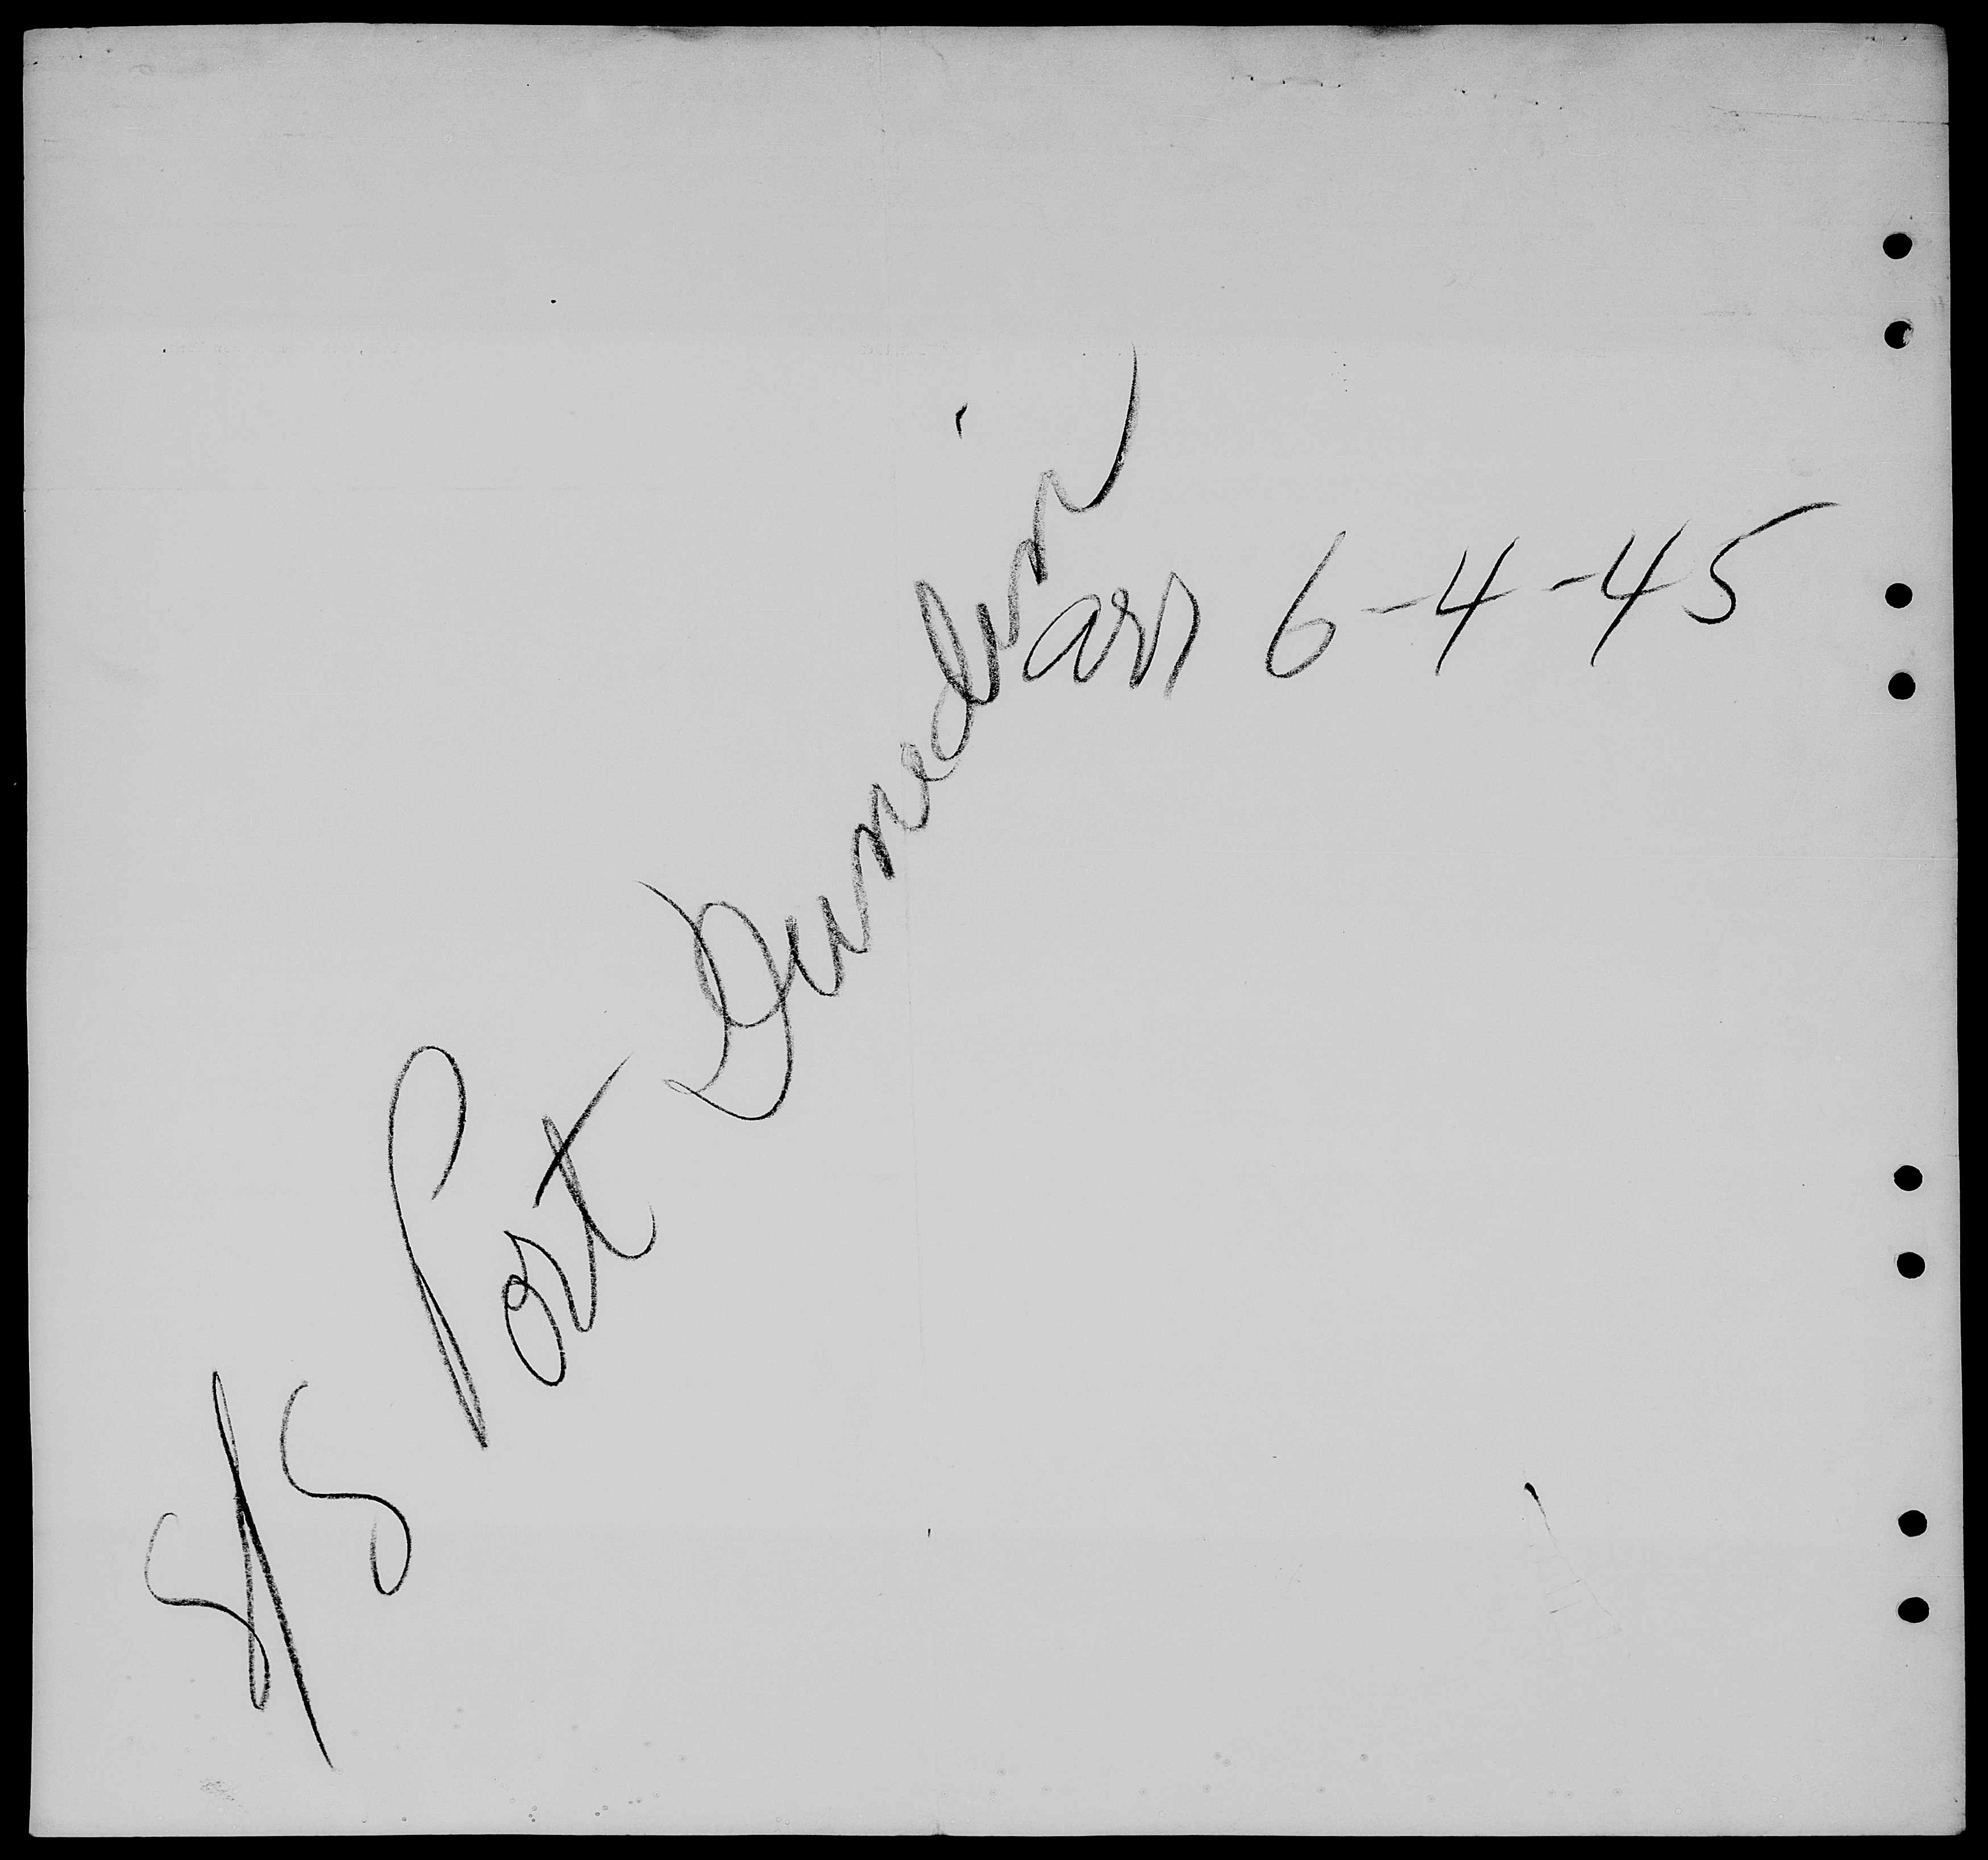 S/S Port Dunedin
arr 6-4-45